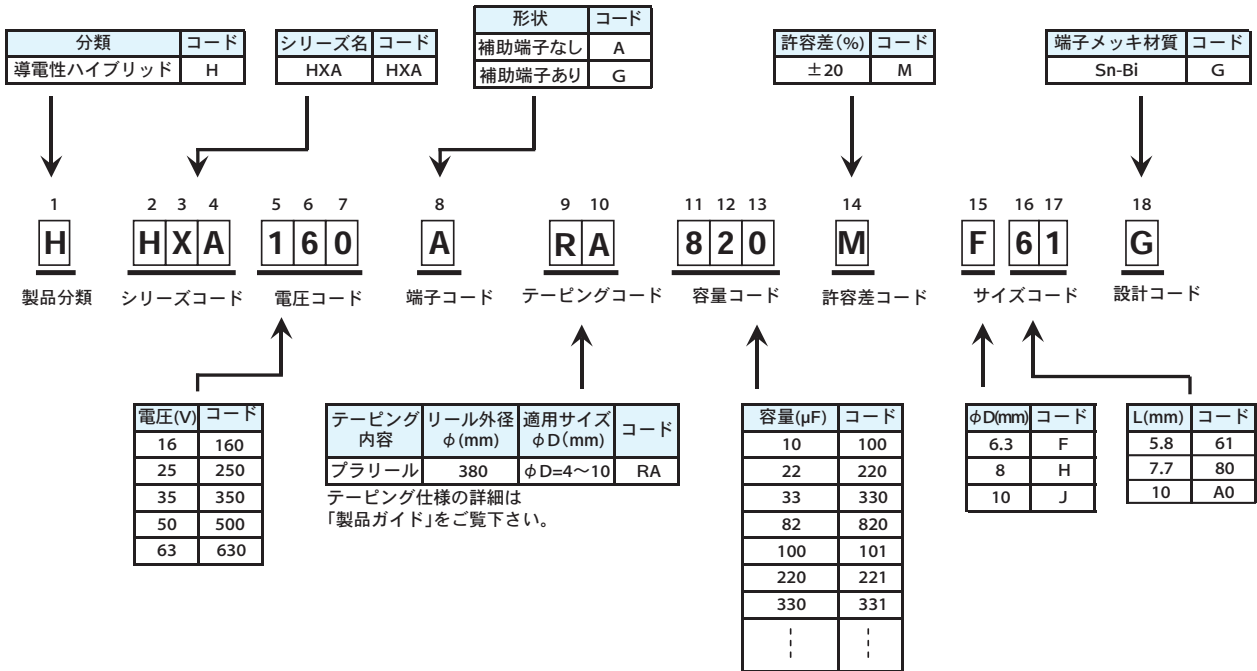 分類 コード
導電性ハイブリッド H
シリーズ名 コード
HXA HXA
形状 コード
補助端子なし A
補助端子あり G
許容差(%) コード
±20 M
端子メッキ材質 コード
Sn-Bi G
1 2 3 4 5 6 7 8 9 10 11 12 13 14 15 16 17 18
H H X A 1 6 0 A R A 8 2 0 M F 6 1 G
製品分類 シリーズコード 電圧コード 端子コード テーピングコード 容量コード 許容差コード サイズコード 設計コード
電圧(V) コード
16 160
25 250
35 350
50 500
63 630
テーピング内容 リール外径φ(mm) 適用サイズφD(mm) コード
プラリール 380 φD=4〜10 RA
テーピング仕様の詳細は
「製品ガイド」をご覧下さい。
容量(µF) コード
10 100
22 220
33 330
82 820
100 101
220 221
330 331
φD(mm) コード
6.3 F
8 H
10 J
L(mm) コード
5.8 61
7.7 80
10 A0